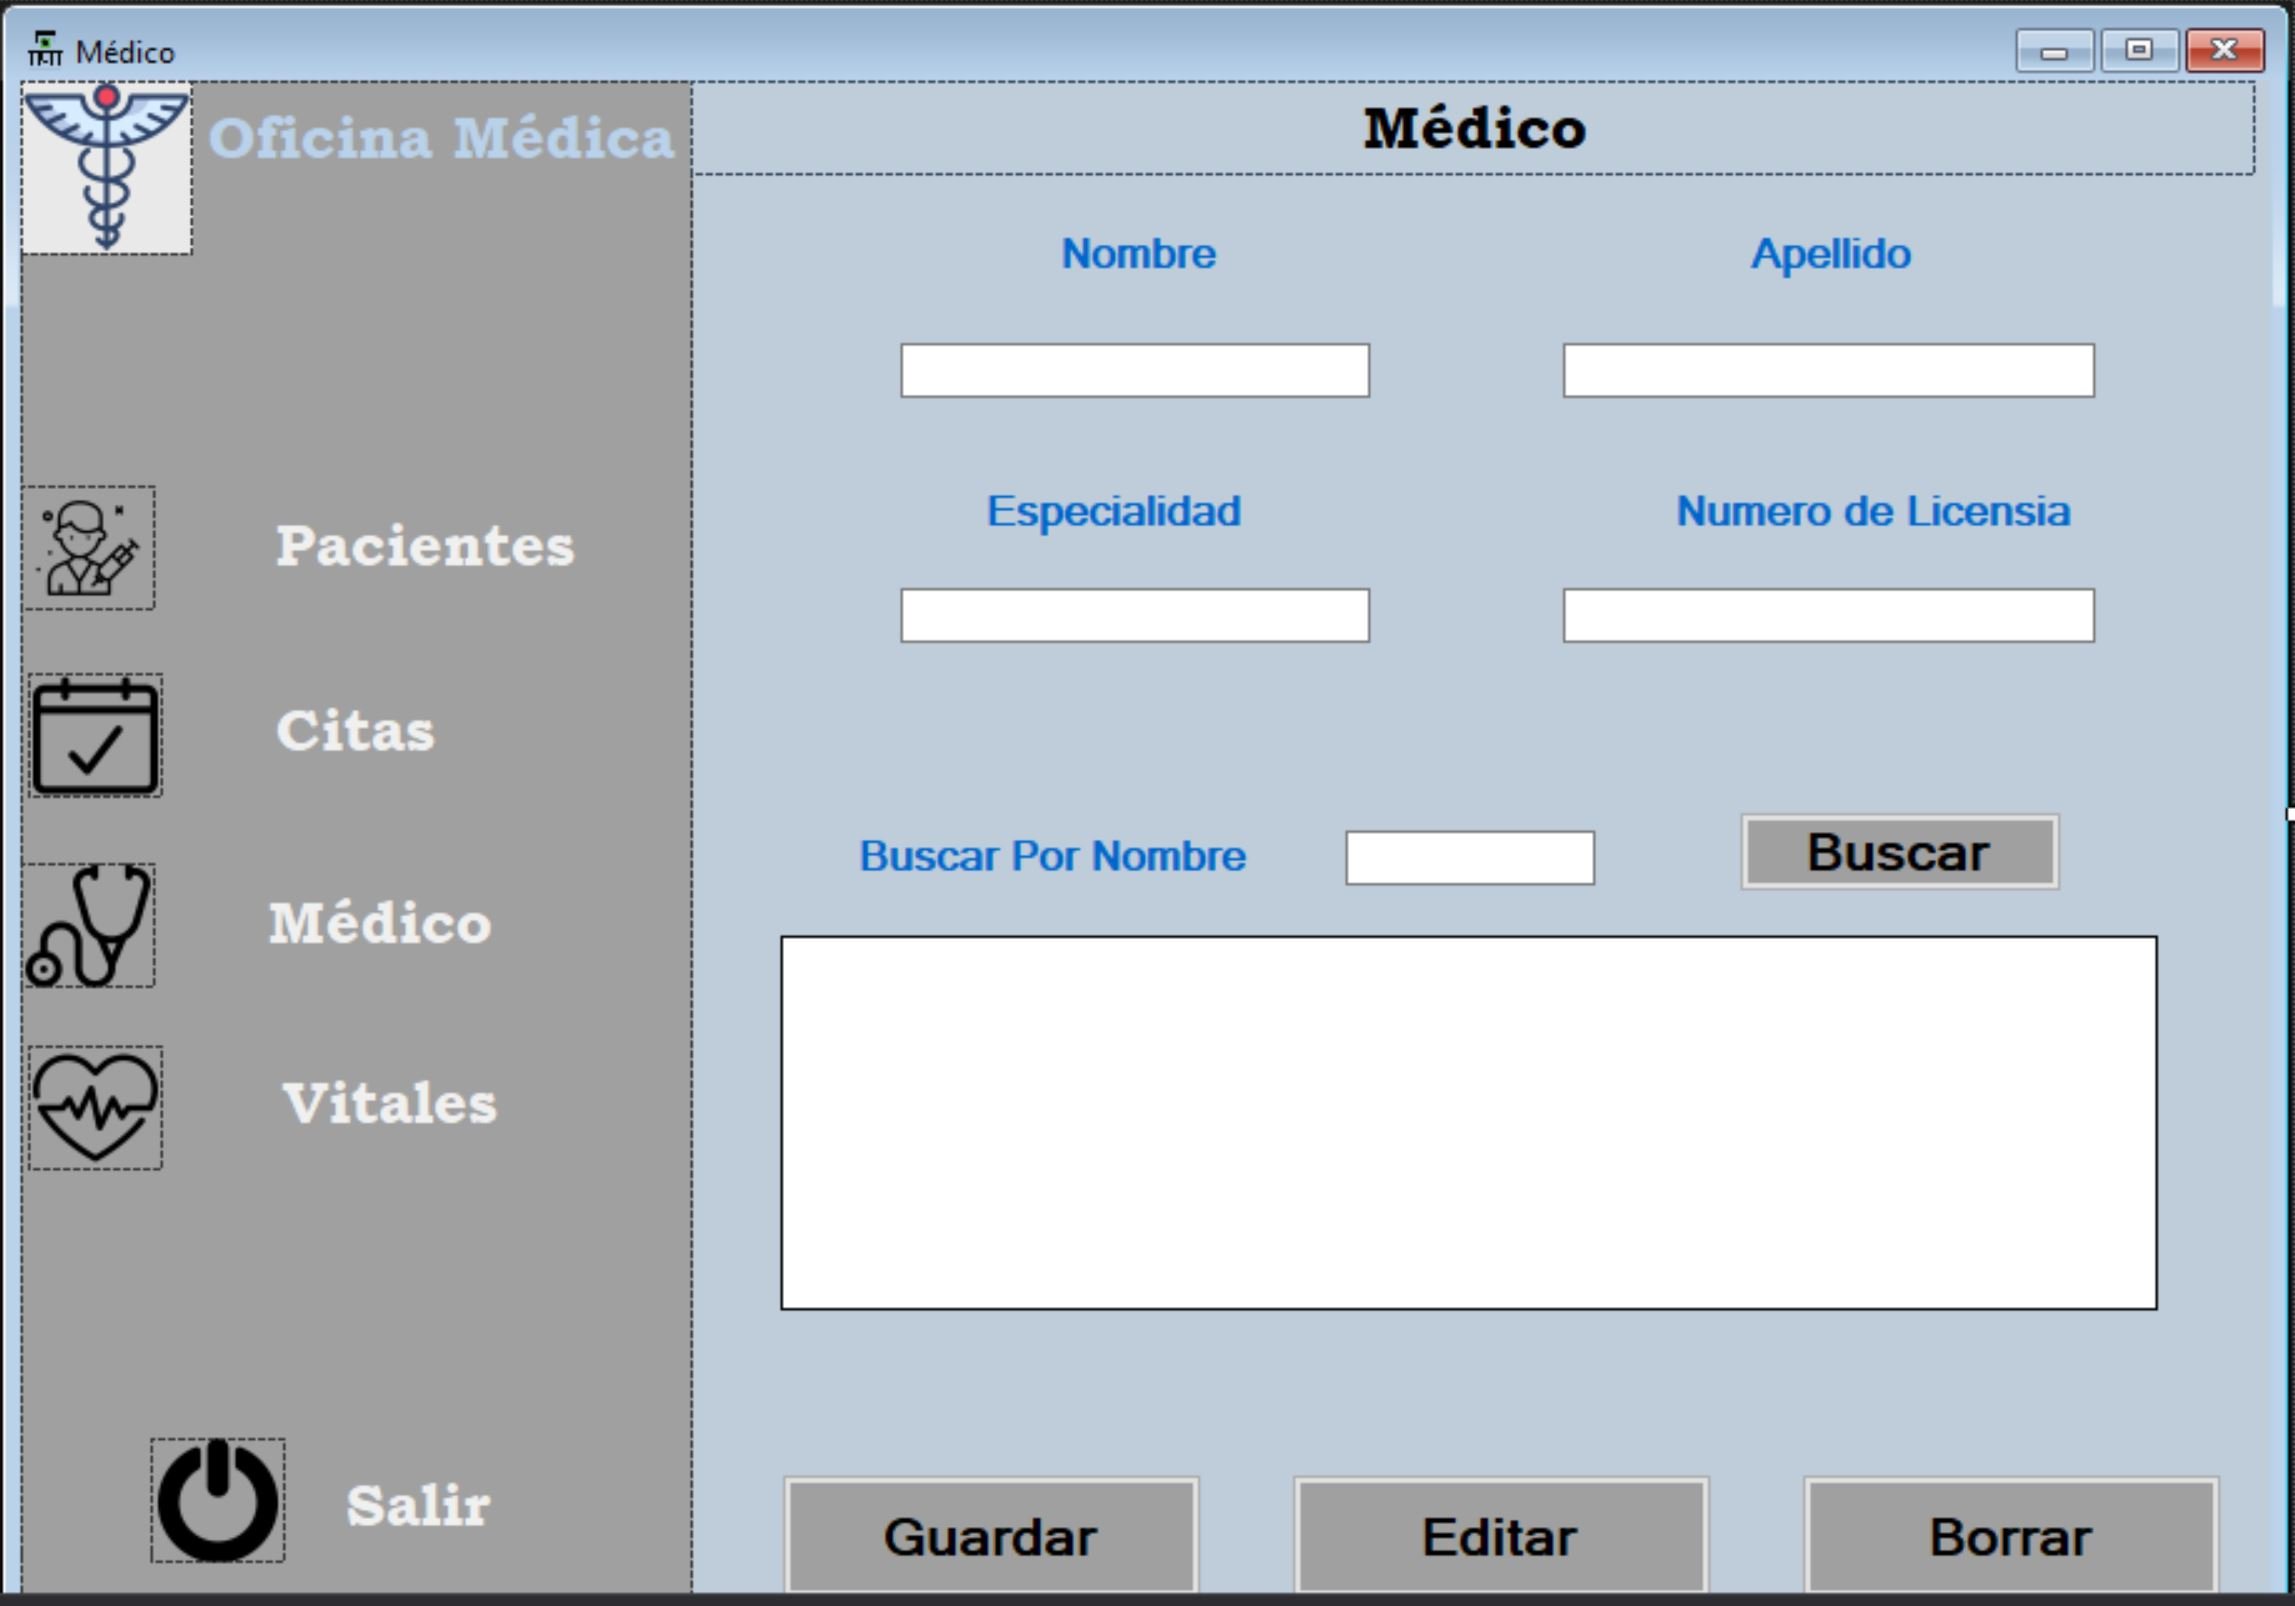 Médico
Oficina Médica
Médico
Nombre
Apellido
Especialidad
Numero de Licensia
Pacientes
Citas
Médico
Vitales
Salir
Buscar Por Nombre
Buscar
Guardar
Editar
Borrar